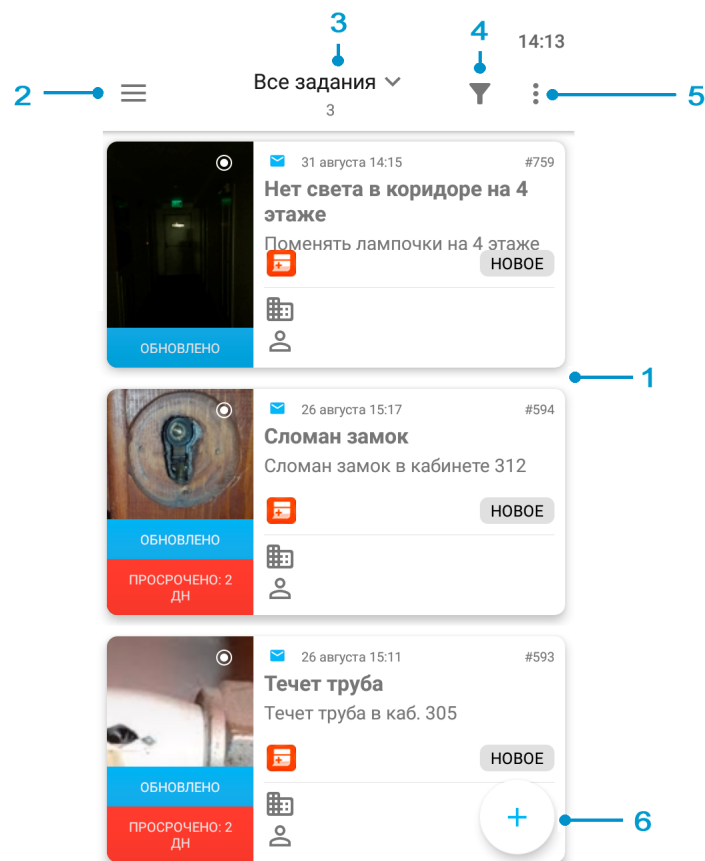 3
4
14:13
2
Все задания
5
3
31 августа 14:15
#759
Нет света в коридоре на 4
этаже
Поменять лампочки на 4 этаже
НОВОЕ
ОБНОВЛЕНО
1
26 августа 15:17
#594
Сломан замок
Сломан замок в кабинете 312
НОВОЕ
ОБНОВЛЕНО
ПРОСРОЧЕНО: 2
ДН
26 августа 15:11
#593
Течет труба
Течет труба в каб. 305
НОВОЕ
ОБНОВЛЕНО
ПРОСРОЧЕНО: 2
ДН
6